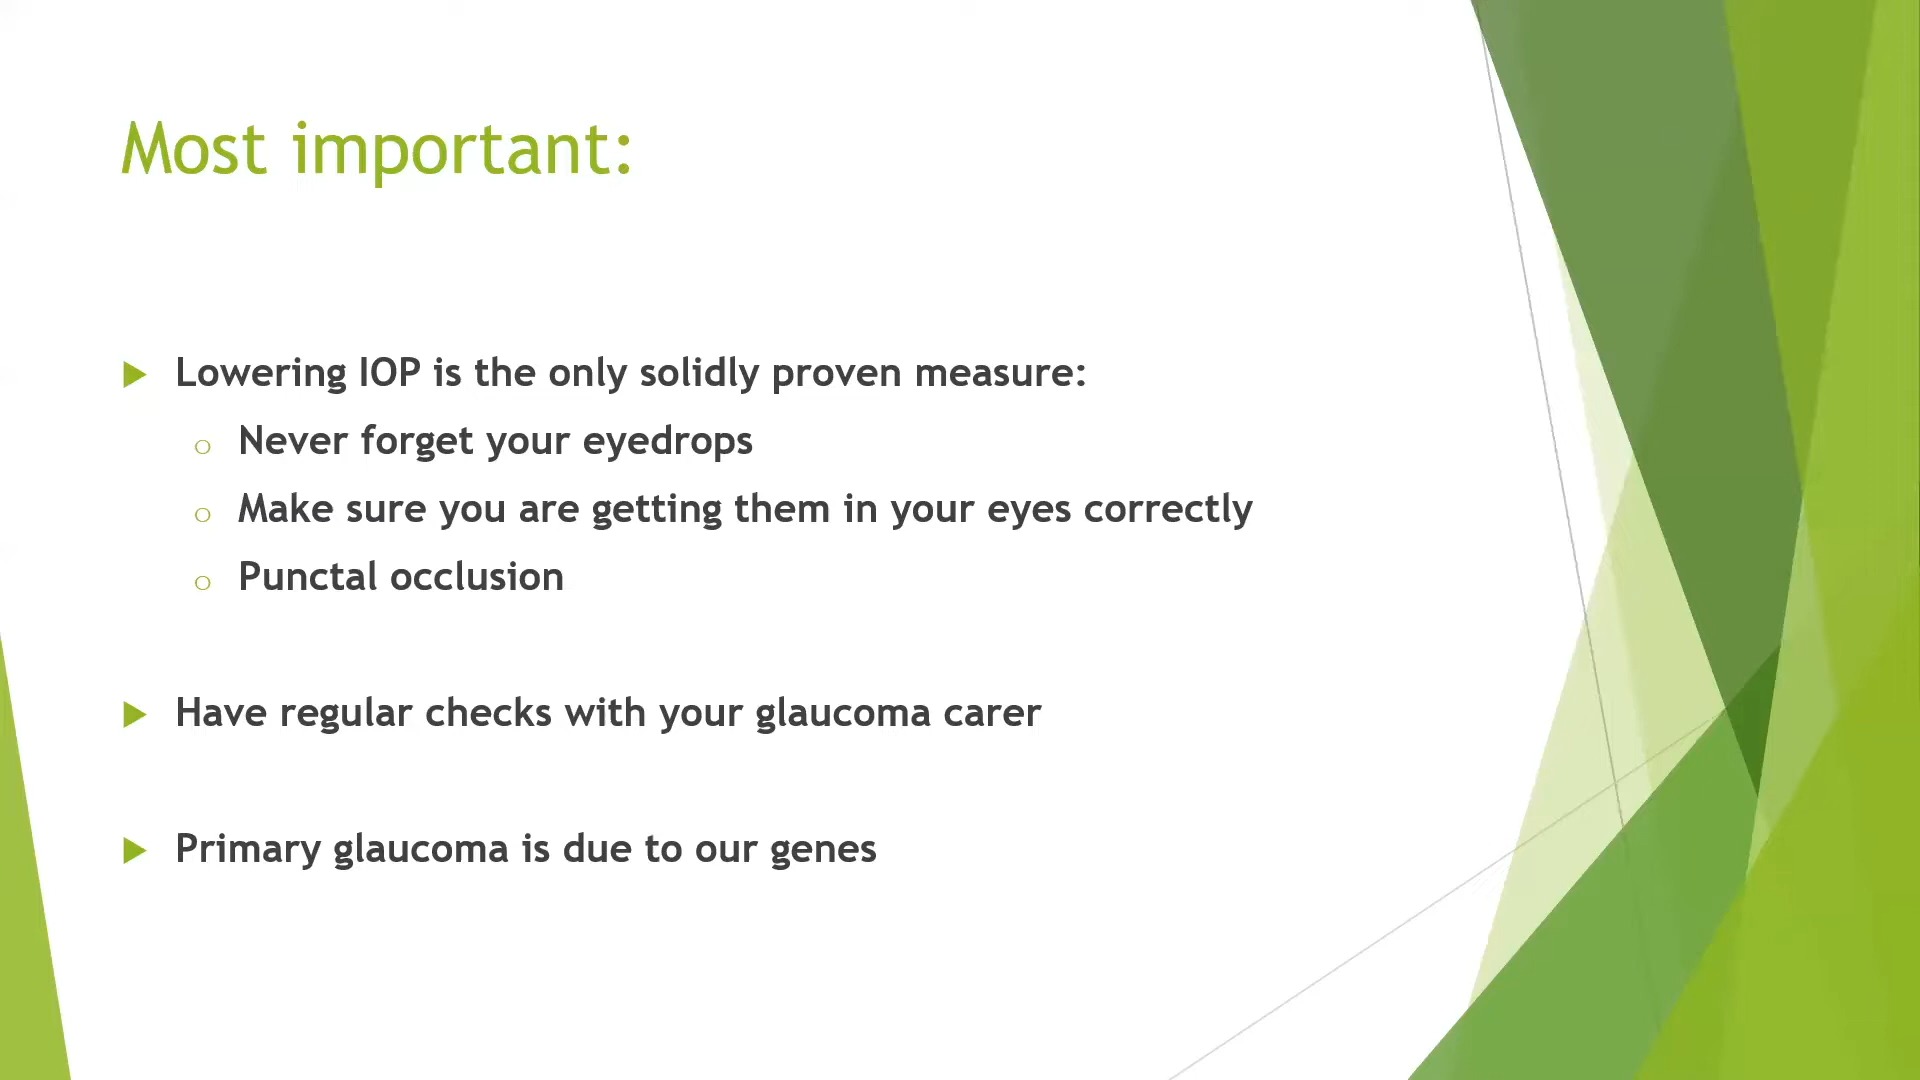 Most important:
Lowering IOP is the only solidly proven measure:
Never forget your eyedrops
Make sure you are getting them in your eyes correctly
Punctal occlusion
Have regular checks with your glaucoma carer
Primary glaucoma is due to our genes